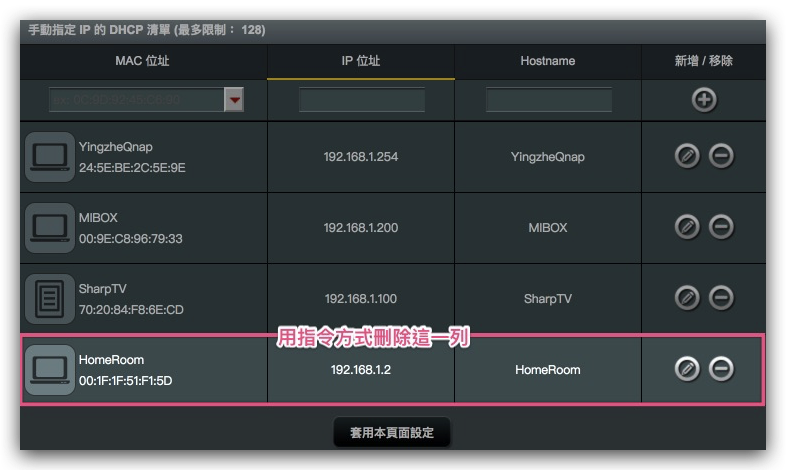 手動指定 IP 的 DHCP 清單 (最多限制： 128)
MAC 位址 IP 位址 Hostname 新增 / 移除
YingzheQnap
24:5E:BE:2C:5E:9E 192.168.1.254 YingzheQnap
MIBOX
00:9E:C8:96:79:33 192.168.1.200 MIBOX
SharpTV
70:20:84:F8:6E:CD 192.168.1.100 SharpTV
用指令方式刪除這一列
HomeRoom
00:1F:1F:51:F1:5D 192.168.1.2 HomeRoom
套用本頁面設定